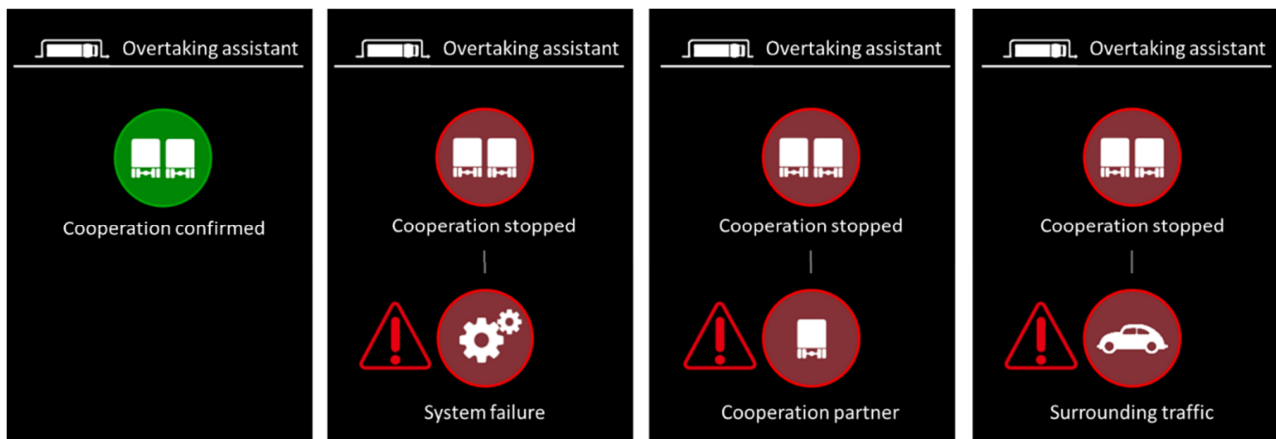 Overtaking assistant
Cooperation confirmed
Overtaking assistant
Cooperation stopped
System failure
Overtaking assistant
Cooperation stopped
Cooperation partner
Overtaking assistant
Cooperation stopped
Surrounding traffic